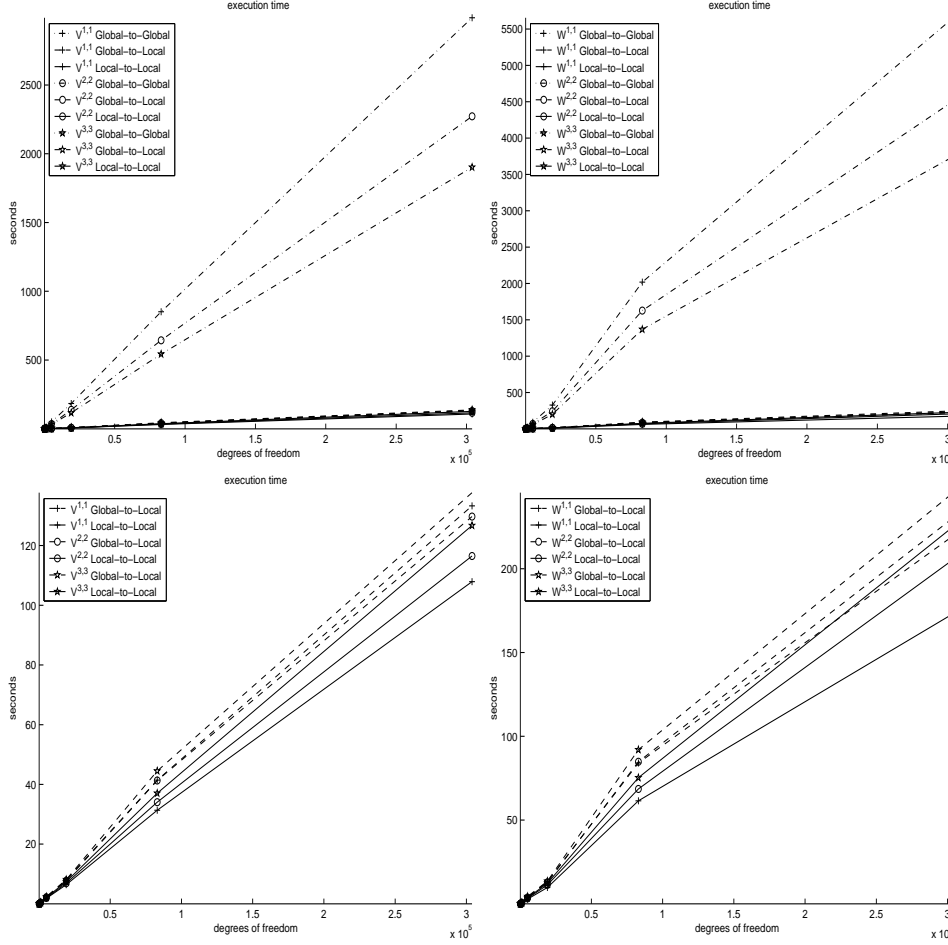 execution time
V1,1 Global-to-Global
V1,1 Global-to-Local
V1,1 Local-to-Local
V2,2 Global-to-Global
V2,2 Global-to-Local
V2,2 Local-to-Local
V3,3 Global-to-Global
V3,3 Global-to-Local
V3,3 Local-to-Local
2500
2000
1500
1000
500
seconds
0.5
1
1.5
2
2.5
3
degrees of freedom
x 10^5
execution time
W1,1 Global-to-Global
W1,1 Global-to-Local
W1,1 Local-to-Local
W2,2 Global-to-Global
W2,2 Global-to-Local
W2,2 Local-to-Local
W3,3 Global-to-Global
W3,3 Global-to-Local
W3,3 Local-to-Local
5500
5000
4500
4000
3500
3000
2500
2000
1500
1000
500
seconds
0.5
1
1.5
2
2.5
3
degrees of freedom
x 10
execution time
V1,1 Global-to-Local
V1,1 Local-to-Local
V2,2 Global-to-Local
V2,2 Local-to-Local
V3,3 Global-to-Local
V3,3 Local-to-Local
120
100
80
60
40
20
seconds
0.5
1
1.5
2
2.5
3
degrees of freedom
x 10^5
execution time
W1,1 Global-to-Local
W1,1 Local-to-Local
W2,2 Global-to-Local
W2,2 Local-to-Local
W3,3 Global-to-Local
W3,3 Local-to-Local
200
150
100
50
seconds
0.5
1
1.5
2
2.5
3
degrees of freedom
x 10